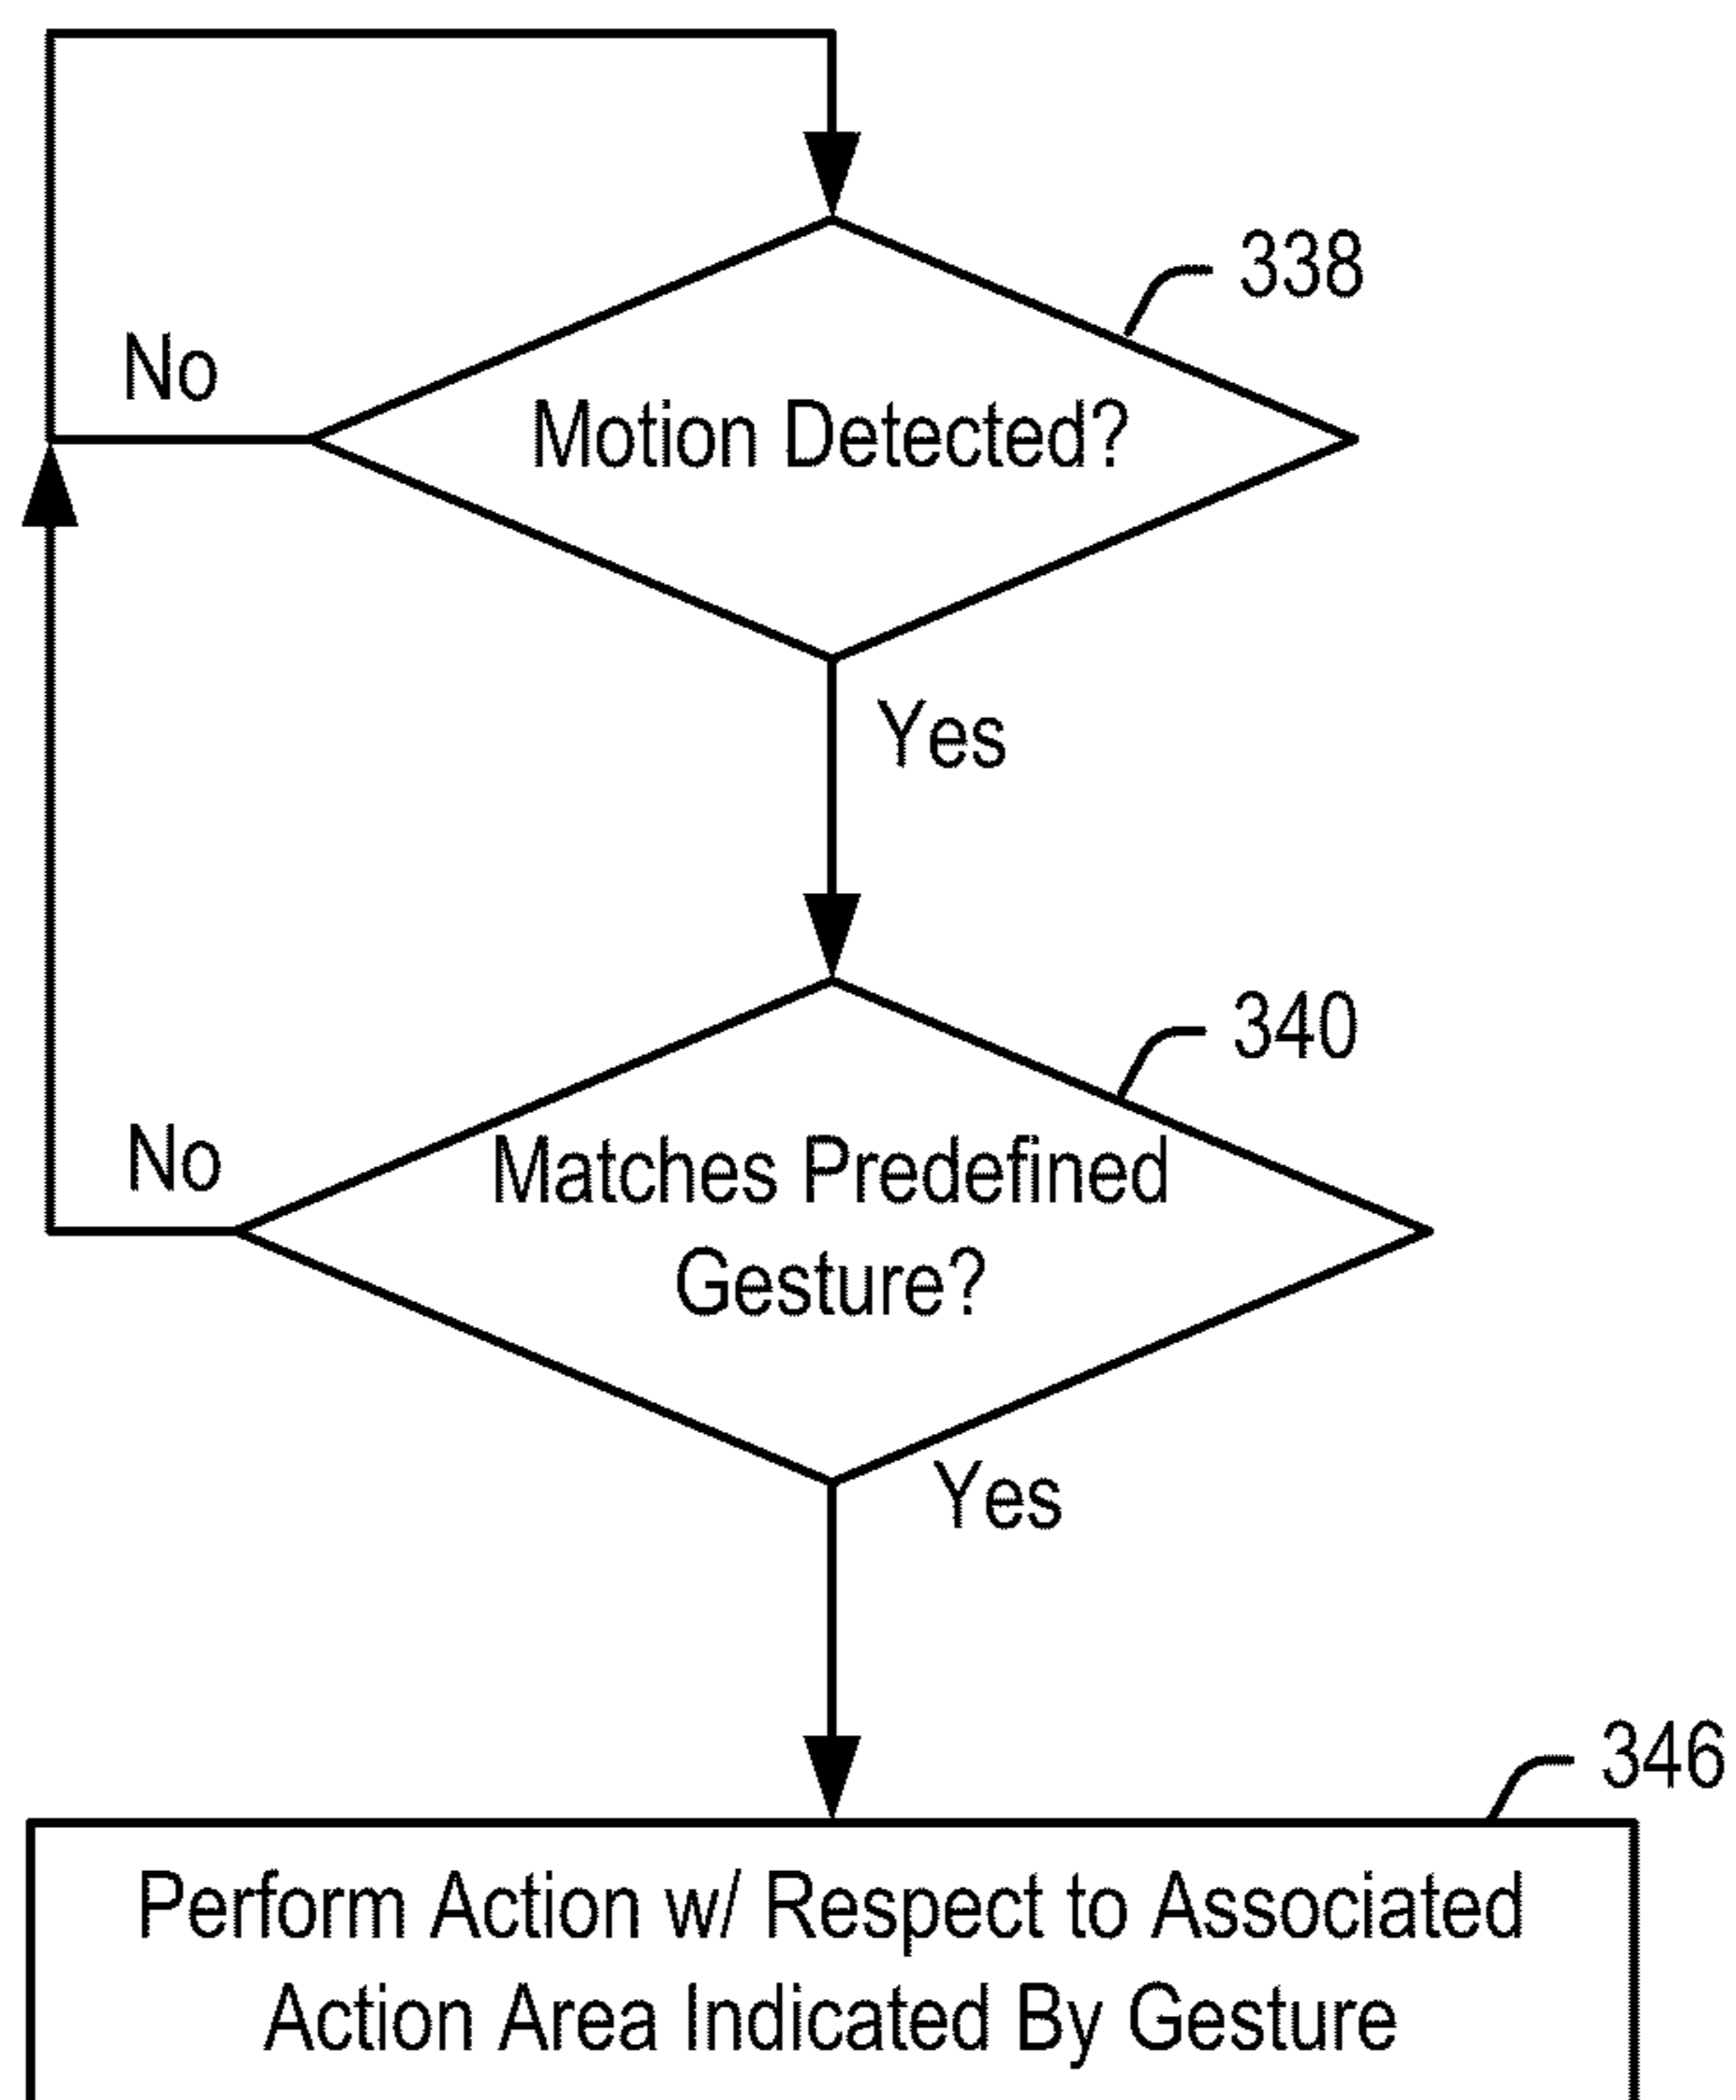 338
No
Motion Detected?
Yes
340
No
Matches Predefined
Gesture?
Yes
346
Perform Action w/ Respect to Associated
Action Area Indicated By Gesture